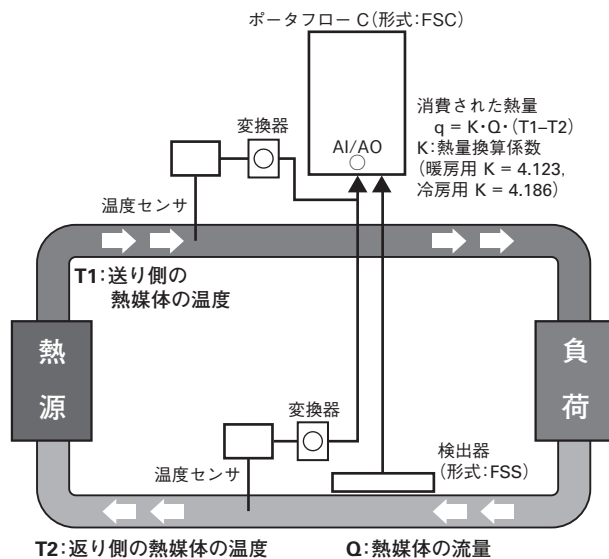 ポータフロー C(形式:FSC)
消費された熱量
q = K・Q・(T1–T2)
K:熱量換算係数
(暖房用 K = 4.123,
冷房用 K = 4.186)
変換器
AI/AO
温度センサ
T1:送り側の
熱媒体の温度
熱
源
負
荷
変換器
温度センサ
検出器
(形式:FSS)
T2:返り側の熱媒体の温度
Q:熱媒体の流量